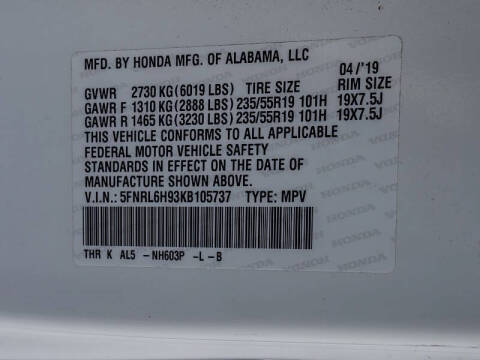 MFD. BY HONDA MFG. OF ALABAMA, LLC 04/'19
GVWR 2730 KG(6019 LBS) TIRE SIZE RIM SIZE
GAWR F 1310 KG(2888 LBS) 235/55R19 101H 19X7.5J
GAWR R 1465 KG(3230 LBS) 235/55R19 101H 19X7.5J
THIS VEHICLE CONFORMS TO ALL APPLICABLE
FEDERAL MOTOR VEHICLE SAFETY
STANDARDS IN EFFECT ON THE DATE OF
MANUFACTURE SHOWN ABOVE.
V.I.N.: 5FNRL6H93KB105737 TYPE: MPV
THR K AL5 - NH603P -L -B